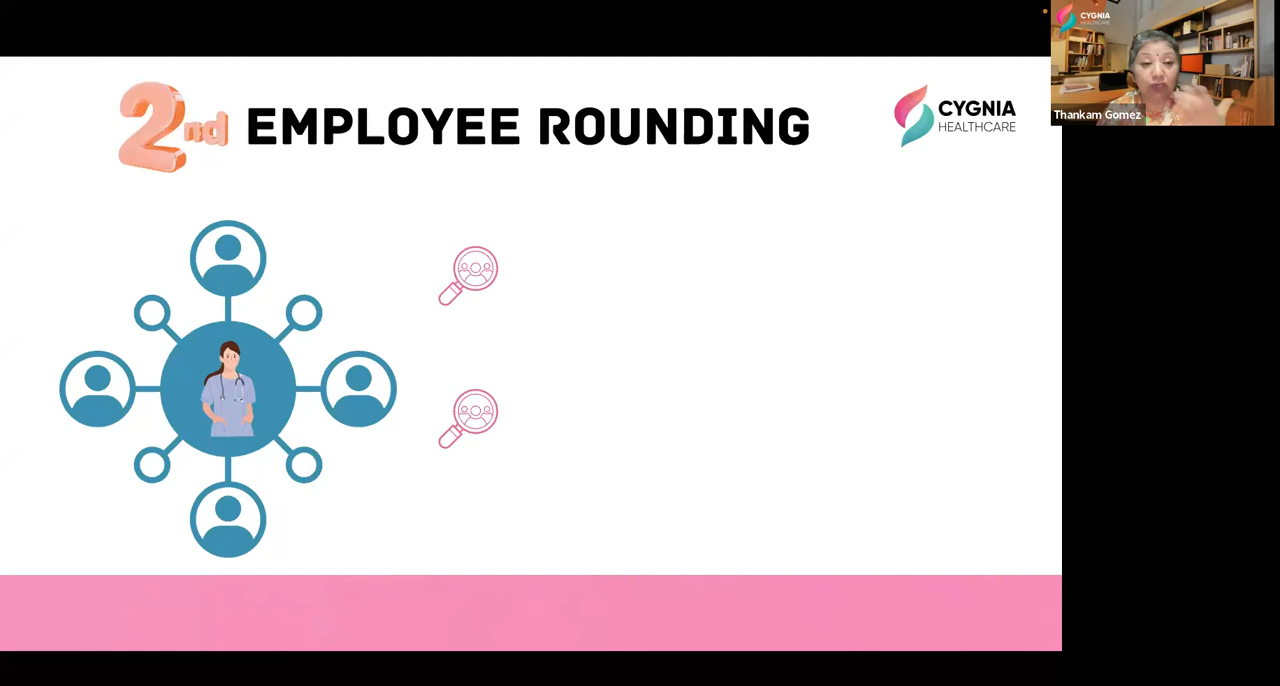 2nd EMPLOYEE ROUNDING
CYGNIA
HEALTHCARE
CYGNIA
HEALTHCARE
Thankam Gomez